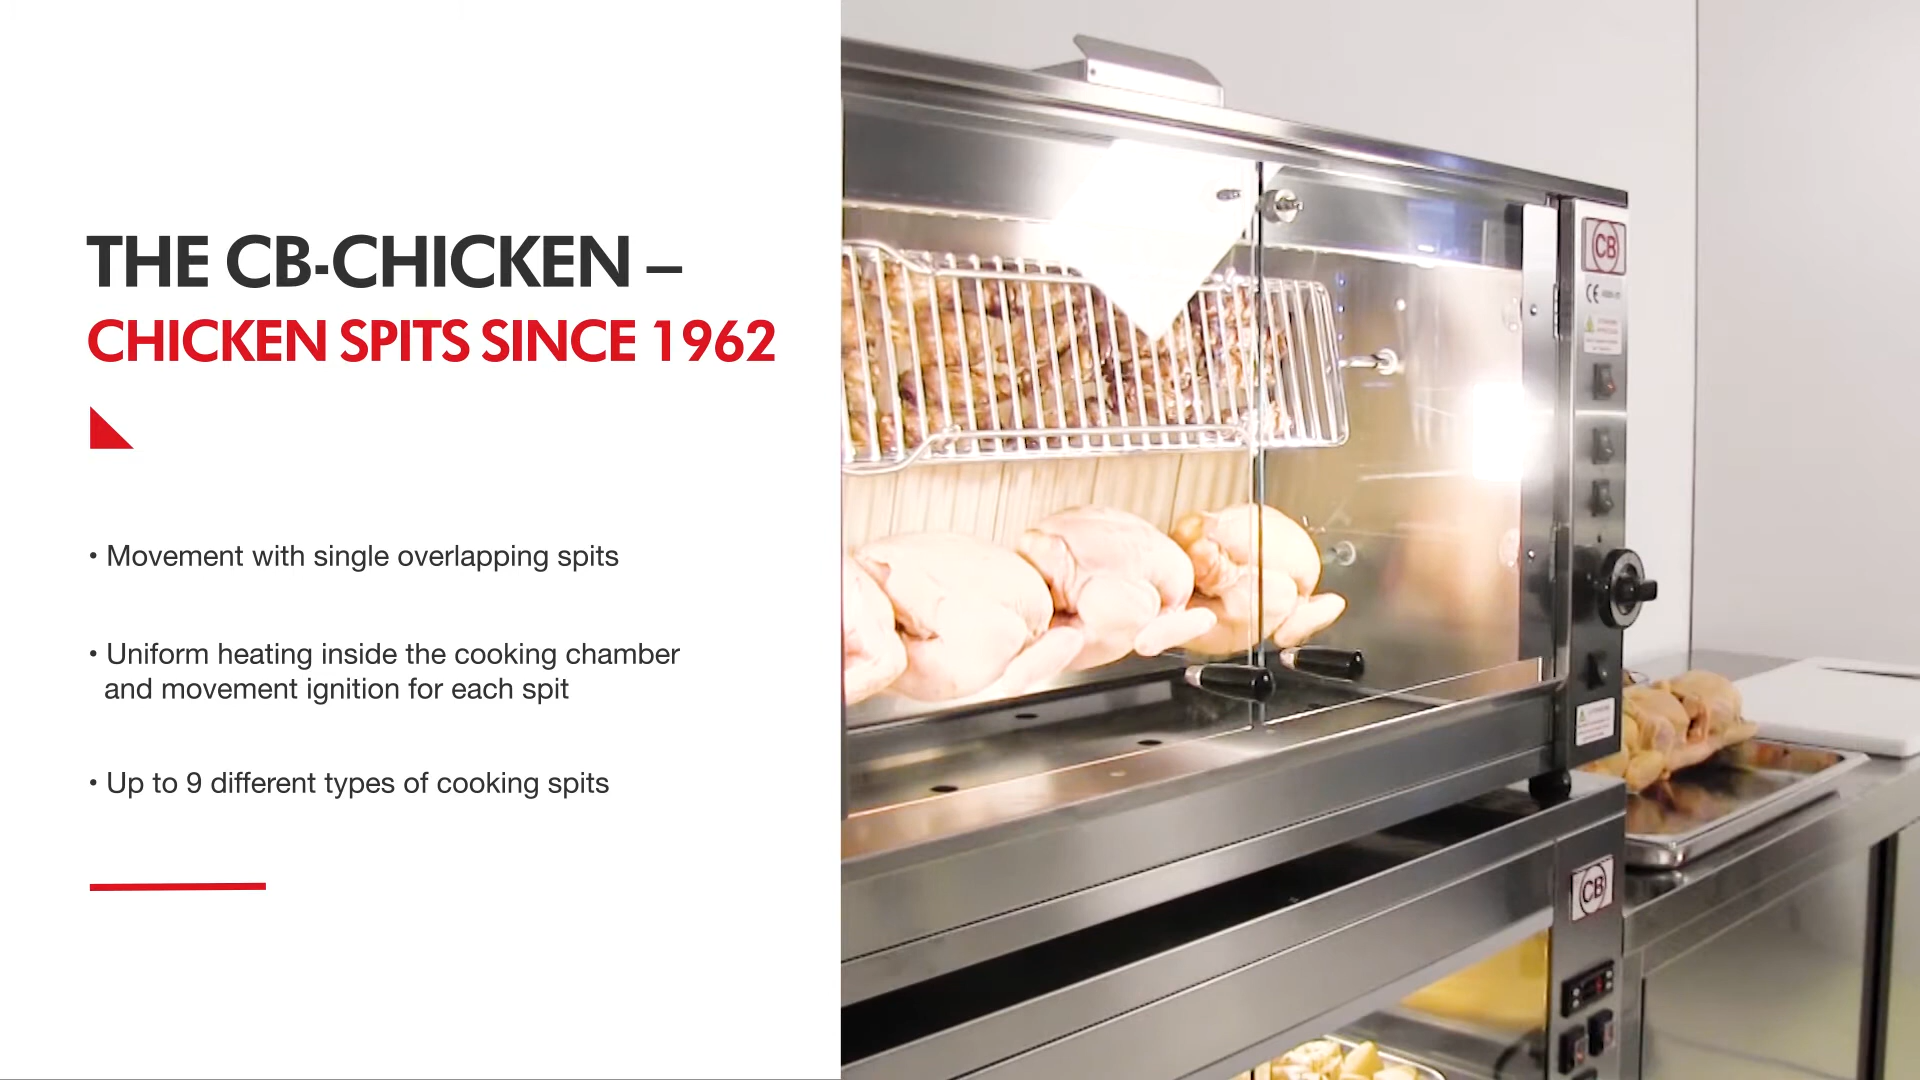 THE CB-CHICKEN –
CHICKEN SPITS SINCE 1962
• Movement with single overlapping spits
• Uniform heating inside the cooking chamber
and movement ignition for each spit
• Up to 9 different types of cooking spits
CB
CE
CB